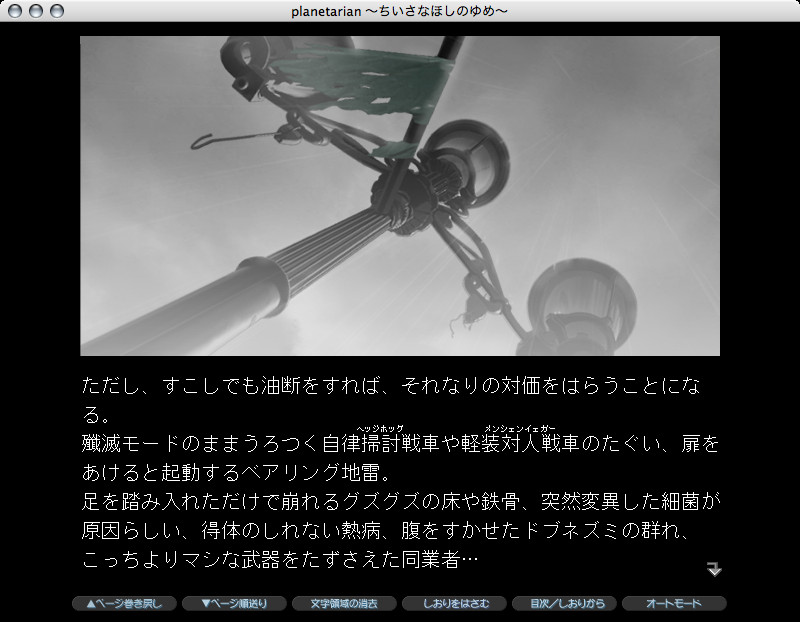 planetarian 〜ちいさなほしのゆめ〜
ただし、すこしでも油断をすれば、それなりの対価をはらうことにな
る。
ヘッジホッグ メンシェンイェガー
殲滅モードのままうろつく自律掃討戦車や軽装対人戦車のたぐい、扉を
あけると起動するベアリング地雷。
足を踏み入れただけで崩れるグズグズの床や鉄骨、突然変異した細菌が
原因らしい、得体のしれない熱病、腹をすかせたドブネズミの群れ、
こっちよりマシな武器をたずさえた同業者…
▲ページ巻き戻し ▼ページ順送り 文字領域の消去 しおりをはさむ 目次／しおりから オートモード